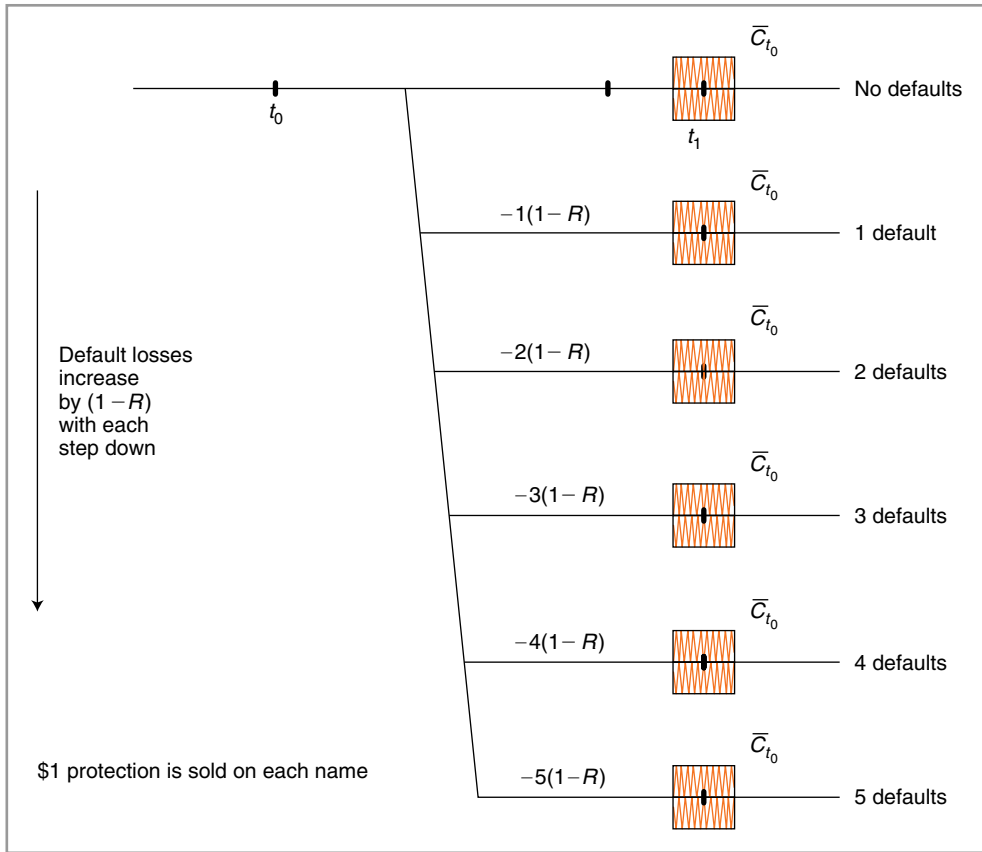 C̅t₀
No defaults
t₀
t₁
C̅t₀
−1(1−R)
1 default
C̅t₀
−2(1−R)
2 defaults
Default losses
increase
by (1−R)
with each
step down
C̅t₀
−3(1−R)
3 defaults
C̅t₀
−4(1−R)
4 defaults
C̅t₀
$1 protection is sold on each name
−5(1−R)
5 defaults